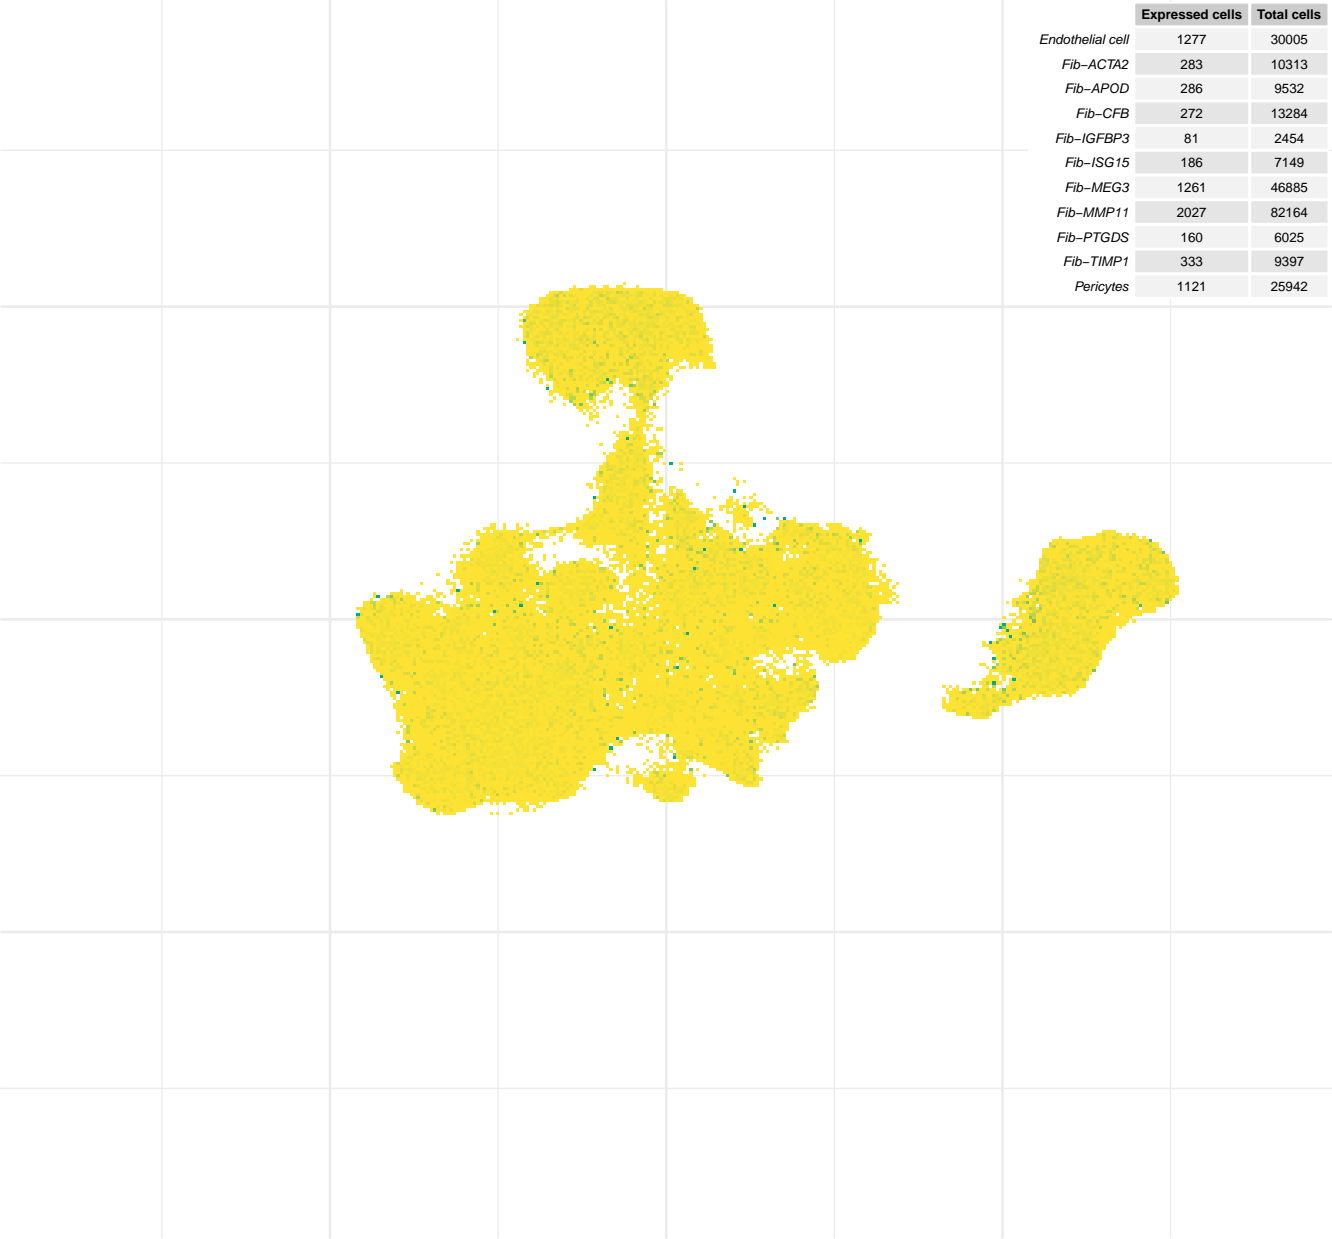 Expressed cells Total cells
Endothelial cell 1277 30005
Fib−ACTA2 283 10313
Fib−APOD 286 9532
Fib−CFB 272 13284
Fib−IGFBP3 81 2454
Fib−ISG15 186 7149
Fib−MEG3 1261 46885
Fib−MMP11 2027 82164
Fib−PTGDS 160 6025
Fib−TIMP1 333 9397
Pericytes 1121 25942